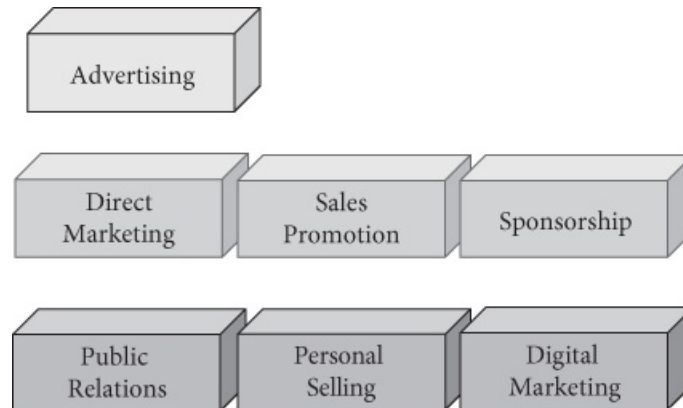 Advertising
Direct
Marketing
Sales
Promotion
Sponsorship
Public
Relations
Personal
Selling
Digital
Marketing